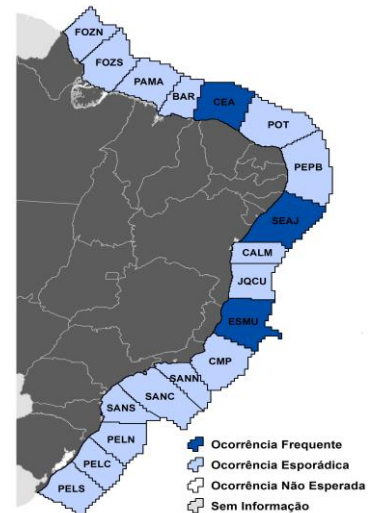 FOZN
FOZS
PAMA
BAR
CEA
POT
PEPB
SEAJ
CALM
JQCU
ESMU
CMP
SANN
SANC
SANS
PELN
PELC
PELS
Ocorrência Frequente
Ocorrência Esporádica
Ocorrência Não Esperada
Sem Informação